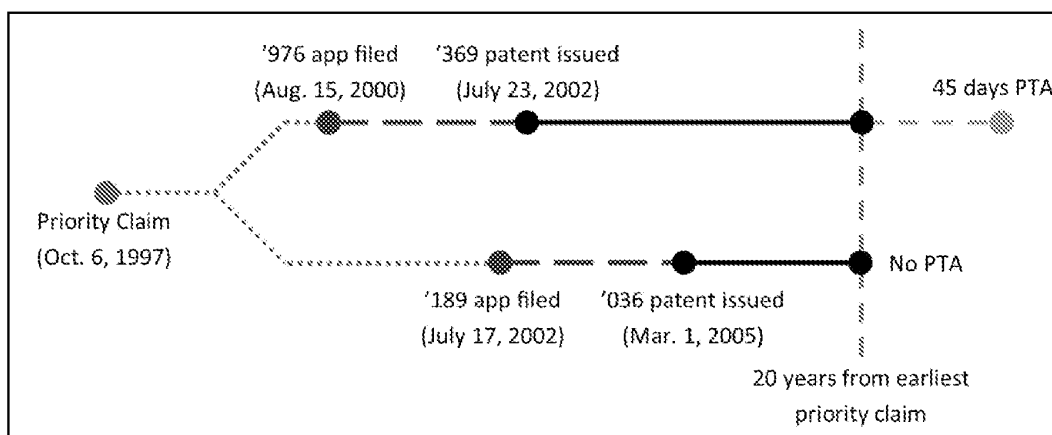 '976 app filed
(Aug. 15, 2000)
'369 patent issued
(July 23, 2002)
45 days PTA
Priority Claim
(Oct. 6, 1997)
No PTA
'189 app filed
(July 17, 2002)
'036 patent issued
(Mar. 1, 2005)
20 years from earliest
priority claim